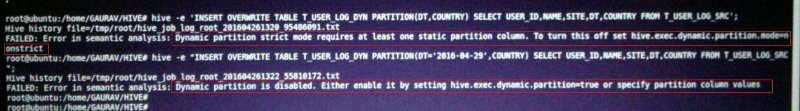 root@ubuntu:/home/GAURAV/HIVE# hive -e 'INSERT OVERWRITE TABLE T_USER_LOG_DYN PARTITION(DT,COUNTRY) SELECT USER_ID,NAME,SITE,DT,COUNTRY FROM T_USER_LOG_SRC';
Hive history file=/tmp/root/hive_job_log_root_201604261320_95486091.txt
FAILED: Error in semantic analysis: Dynamic partition strict mode requires at least one static partition column. To turn this off set hive.exec.dynamic.partition.mode=n
onstrict
root@ubuntu:/home/GAURAV/HIVE# hive -e "INSERT OVERWRITE TABLE T_USER_LOG_DYN PARTITION(DT='2016-04-29',COUNTRY) SELECT USER_ID,NAME,SITE,DT,COUNTRY FROM T_USER_LOG_SRC
";
Hive history file=/tmp/root/hive_job_log_root_201604261322_55810172.txt
FAILED: Error in semantic analysis: Dynamic partition is disabled. Either enable it by setting hive.exec.dynamic.partition=true or specify partition column values
root@ubuntu:/home/GAURAV/HIVE#
root@ubuntu:/home/GAURAV/HIVE#